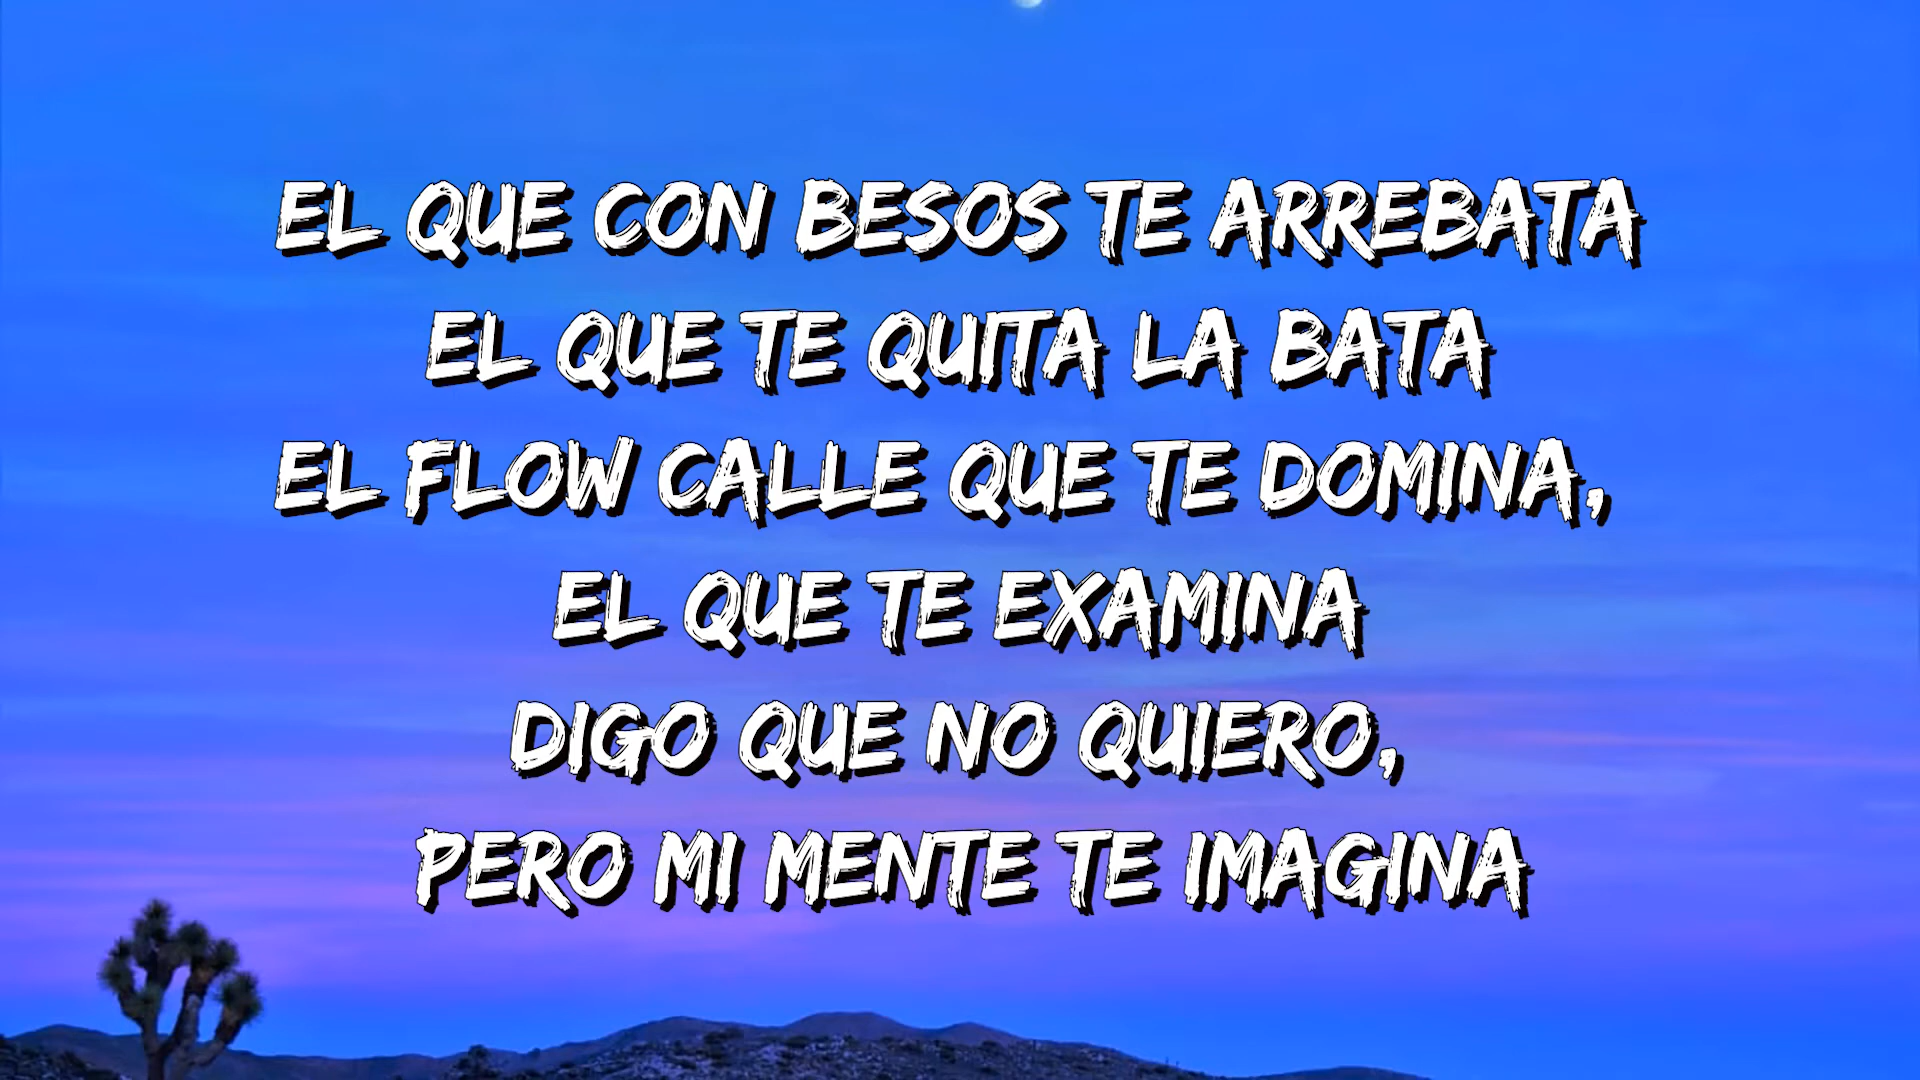 EL QUE CON BESOS TE ARREBATA
EL QUE TE QUITA LA BATA
EL FLOW CALLE QUE TE DOMINA,
EL QUE TE EXAMINA
DIGO QUE NO QUIERO,
PERO MI MENTE TE IMAGINA